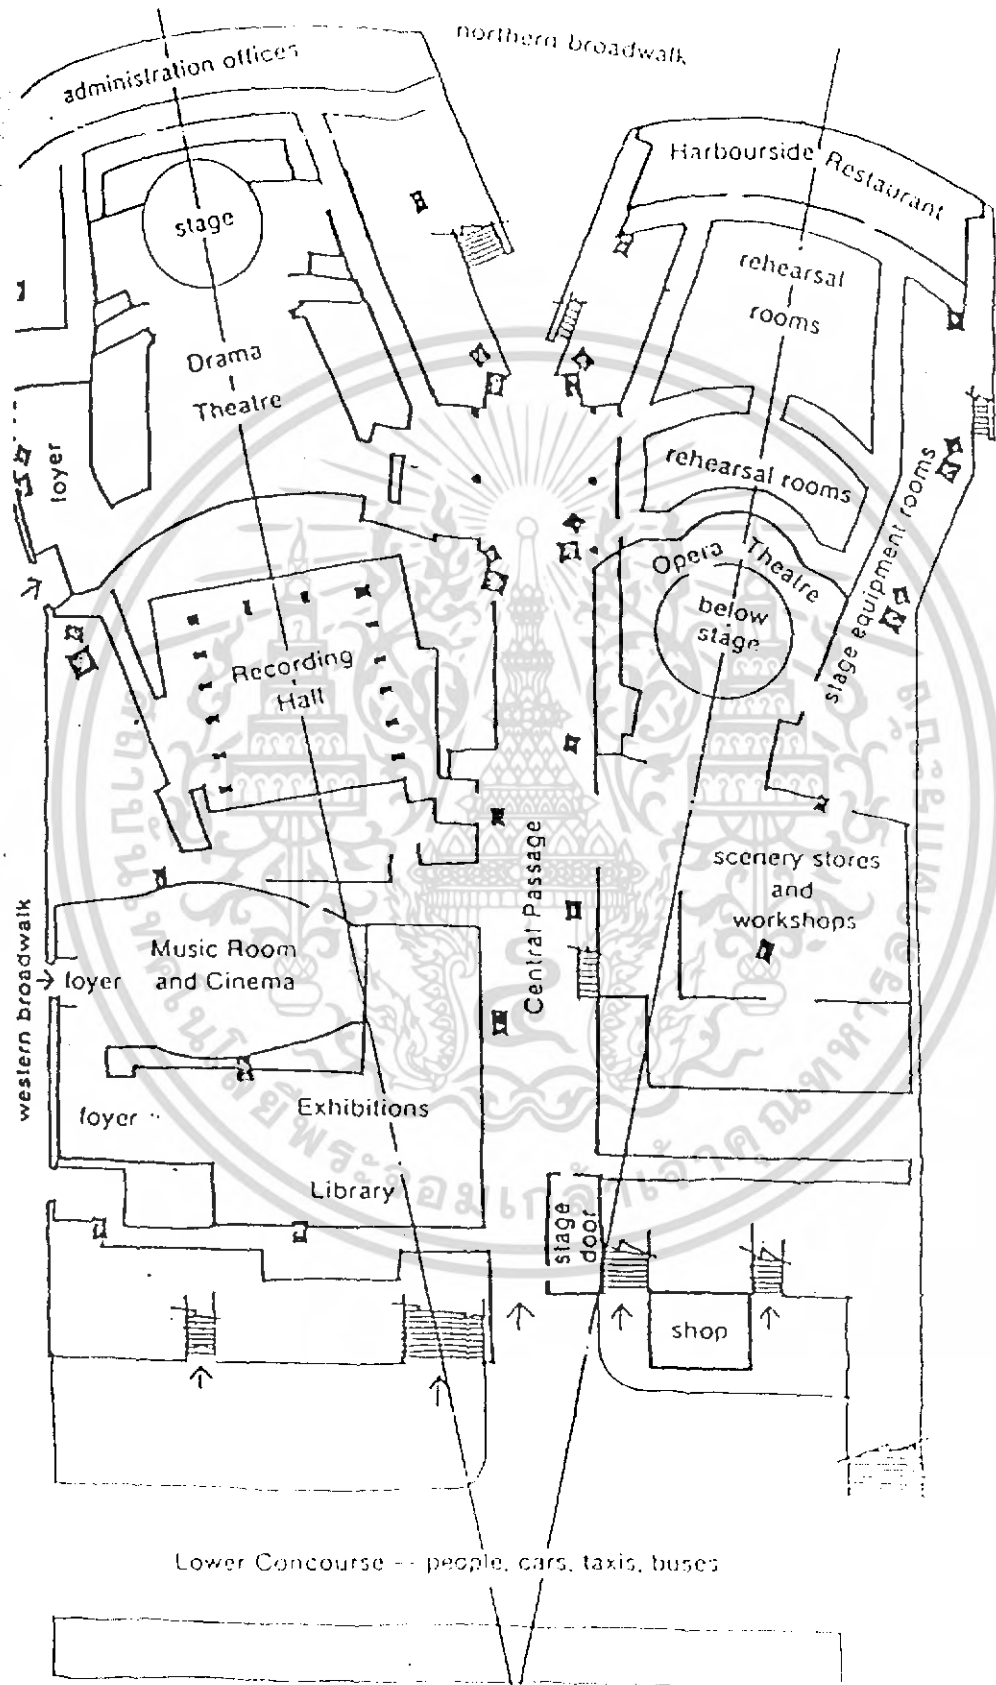 northern broadwalk
administration offices
Harbourside Restaurant
stage
rehearsal
rooms
Drama
Theatre
foyer
rehearsal rooms
Opera Theatre
below
stage
stage equipment rooms
Recording
Hall
scenery stores
and
workshops
Central Passage
western broadwalk
Music Room
and Cinema
foyer
foyer
Exhibitions
Library
stage
door
shop
Lower Concourse -- people, cars, taxis, buses